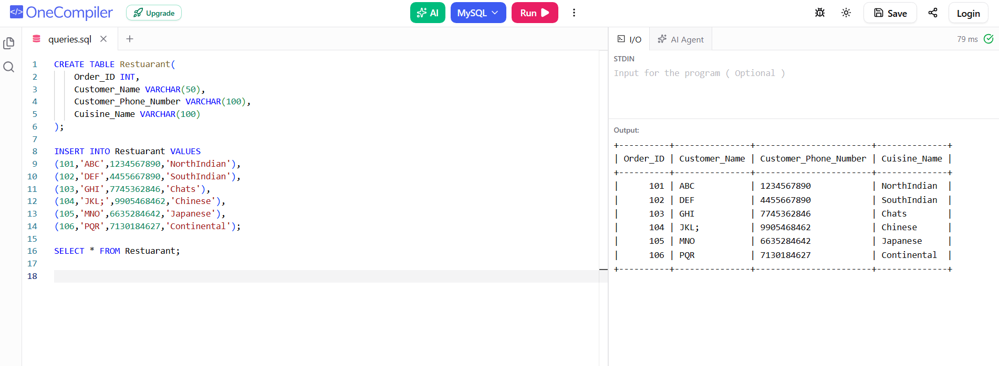 </> OneCompiler
Upgrade
AI
MySQL
Run
Save
Login
queries.sql
I/O
AI Agent
79 ms
1 CREATE TABLE Restuarant(
2 Order_ID INT,
3 Customer_Name VARCHAR(50),
4 Customer_Phone_Number VARCHAR(100),
5 Cuisine_Name VARCHAR(100)
6 );
7
8 INSERT INTO Restuarant VALUES
9 (101,'ABC',1234567890,'NorthIndian'),
10 (102,'DEF',4455667890,'SouthIndian'),
11 (103,'GHI',7745362846,'Chats'),
12 (104,'JKL;',9905468462,'Chinese'),
13 (105,'MNO',6635284642,'Japanese'),
14 (106,'PQR',7130184627,'Continental');
15
16 SELECT * FROM Restuarant;
17
18
STDIN
Input for the program ( Optional )
Output:
+----------+---------------+-----------------------+--------------+
| Order_ID | Customer_Name | Customer_Phone_Number | Cuisine_Name |
+----------+---------------+-----------------------+--------------+
| 101 | ABC | 1234567890 | NorthIndian |
| 102 | DEF | 4455667890 | SouthIndian |
| 103 | GHI | 7745362846 | Chats |
| 104 | JKL; | 9905468462 | Chinese |
| 105 | MNO | 6635284642 | Japanese |
| 106 | PQR | 7130184627 | Continental |
+----------+---------------+-----------------------+--------------+